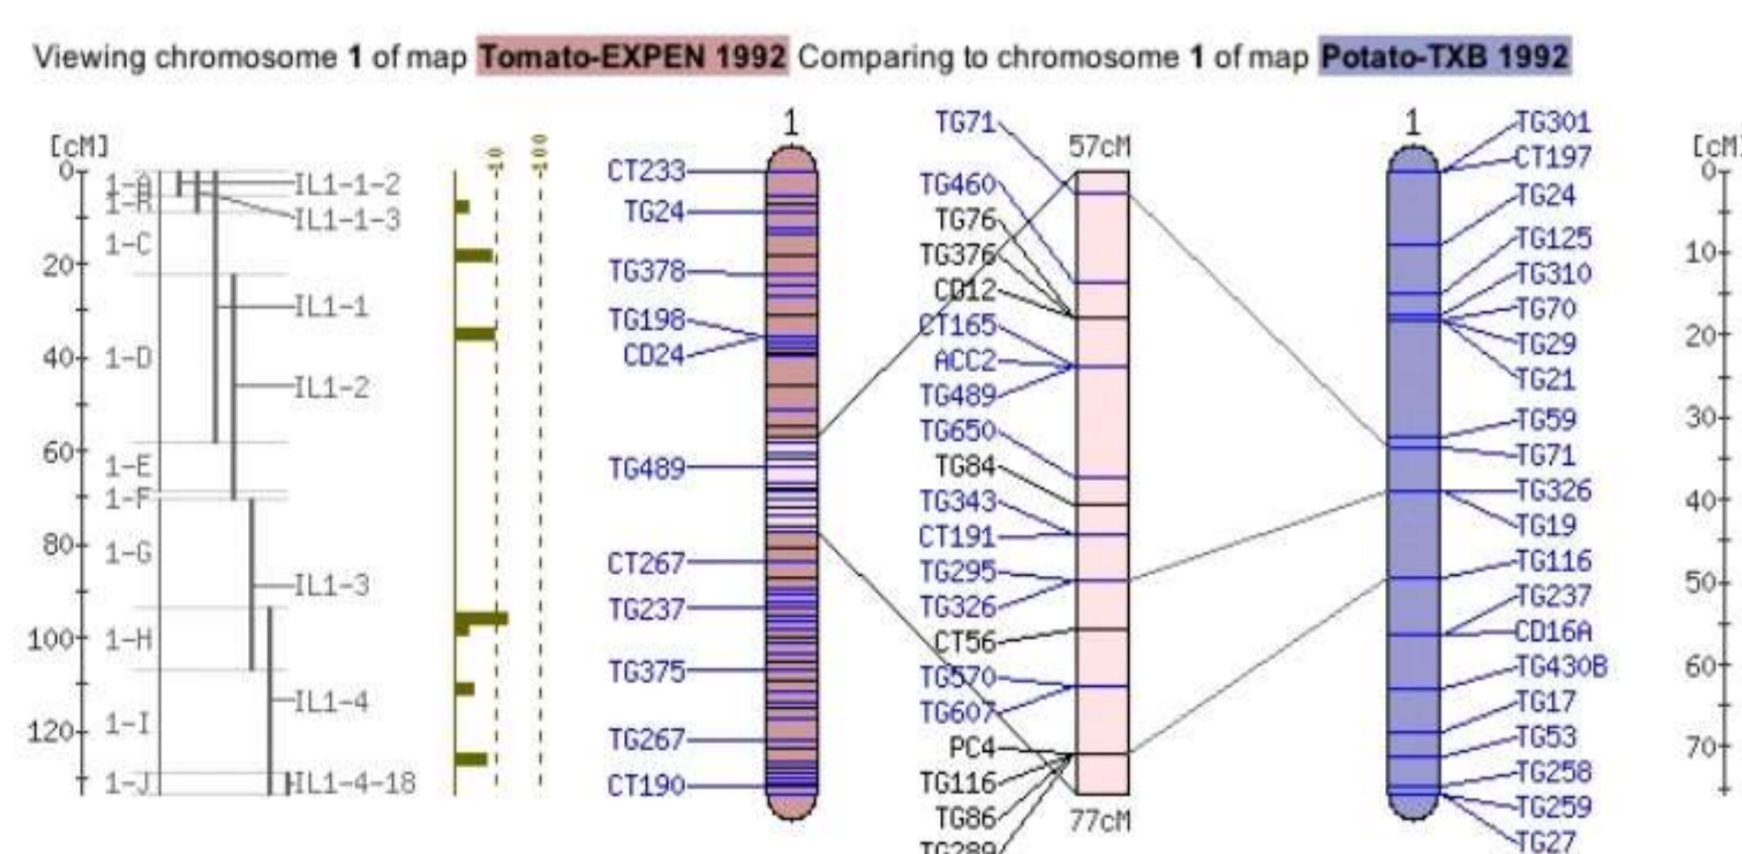 Viewing chromosome 1 of map Tomato-EXPEN 1992 Comparing to chromosome 1 of map Potato-TXB 1992
[cM]
0
20
40
60
80
100
120
1-A
1-R
1-C
1-D
1-E
1-F
1-G
1-H
1-I
1-J
IL1-1-2
IL1-1-3
IL1-1
IL1-2
IL1-3
IL1-4
IL1-4-18
10
100
1
CT233
TG24
TG378
TG198
CD24
TG489
CT267
TG237
TG375
TG267
CT190
57cM
TG71
TG460
TG76
TG376
CD12
CT165
ACC2
TG489
TG650
TG84
TG343
CT191
TG295
TG326
CT56
TG570
TG607
PC4
TG116
TG86
TG289
77cM
1
TG301
CT197
TG24
TG125
TG310
TG70
TG29
TG21
TG59
TG71
TG326
TG19
TG116
TG237
CD16A
TG430B
TG17
TG53
TG258
TG259
TG27
[cM]
0
10
20
30
40
50
60
70